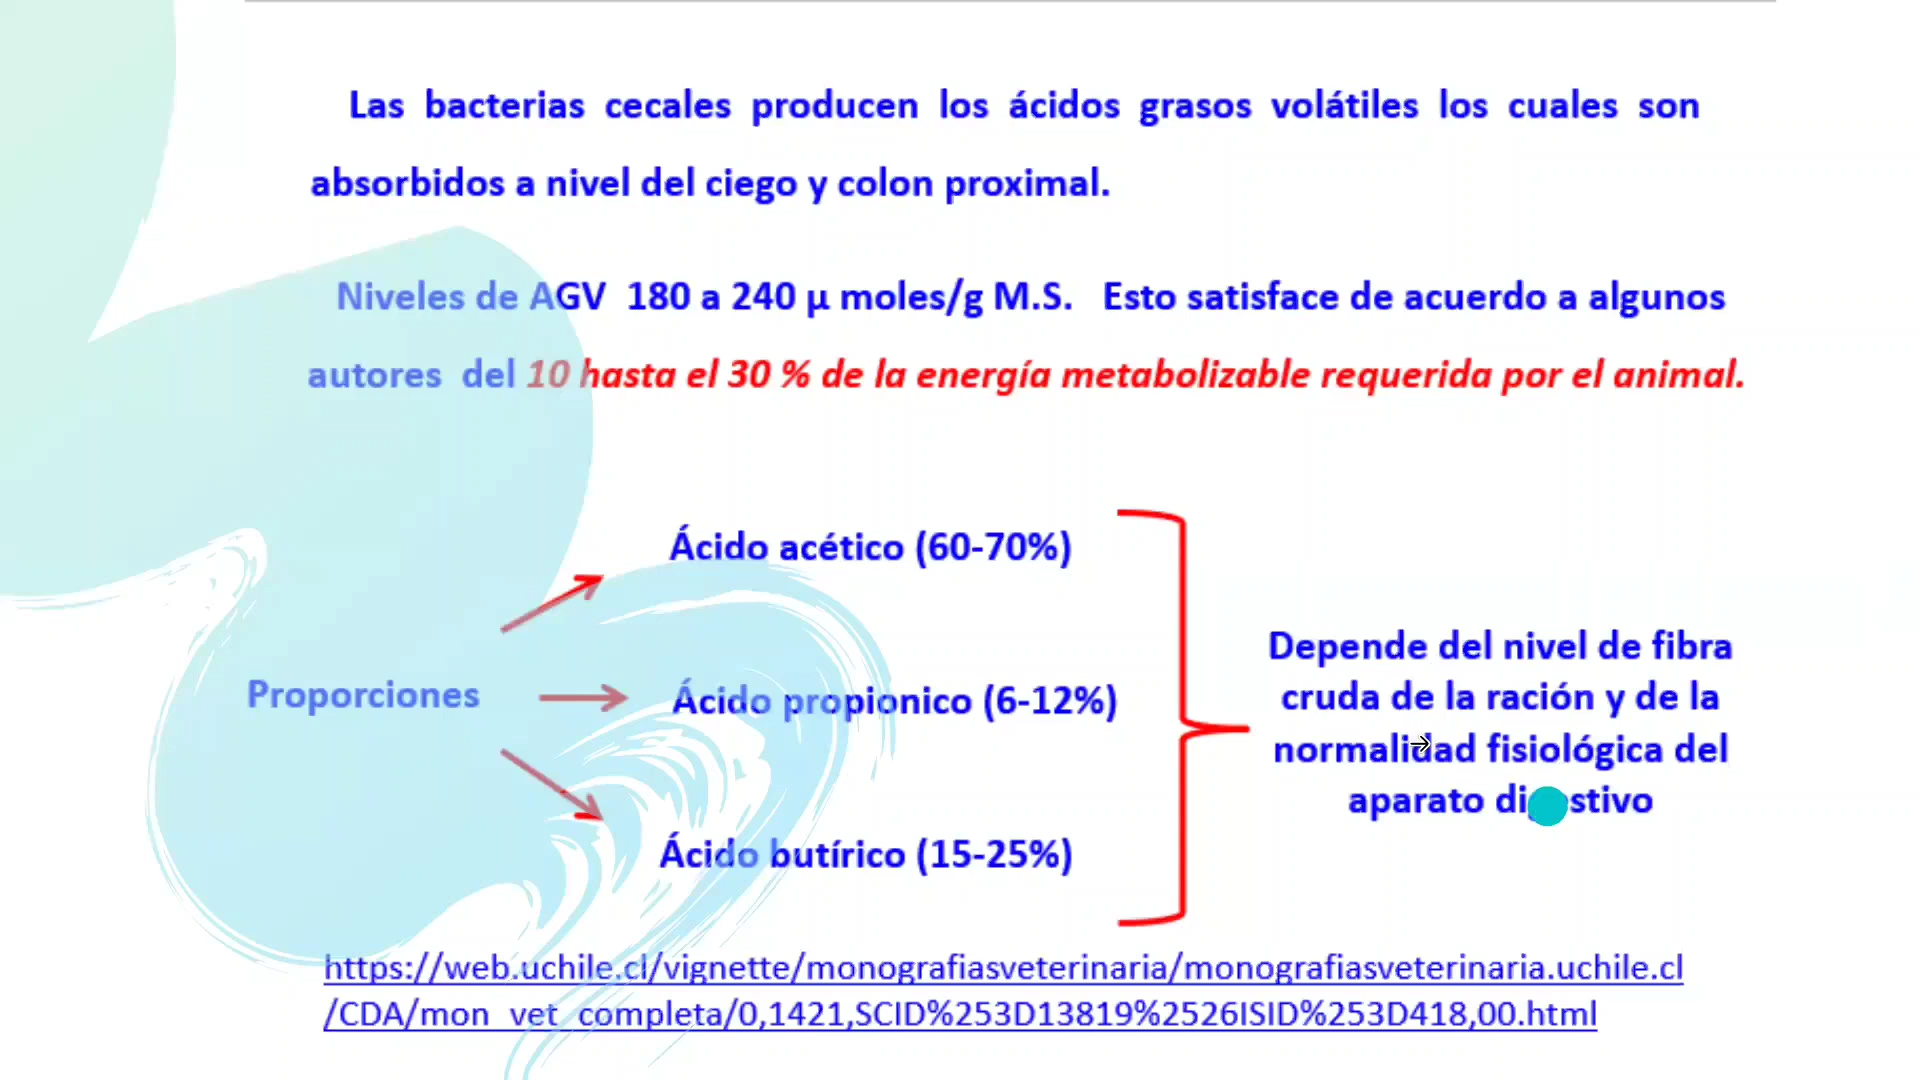 Las bacterias cecales producen los ácidos grasos volátiles los cuales son
absorbidos a nivel del ciego y colon proximal.
Niveles de AGV 180 a 240 µ moles/g M.S. Esto satisface de acuerdo a algunos
autores del 10 hasta el 30 % de la energía metabolizable requerida por el animal.
Ácido acético (60-70%)
Proporciones
Ácido propionico (6-12%)
Ácido butírico (15-25%)
Depende del nivel de fibra
cruda de la ración y de la
normalidad fisiológica del
aparato digestivo
https://web.uchile.cl/vignette/monografiasveterinaria/monografiasveterinaria.uchile.cl
/CDA/mon_vet_completa/0,1421,SCID%253D13819%2526ISID%253D418,00.html